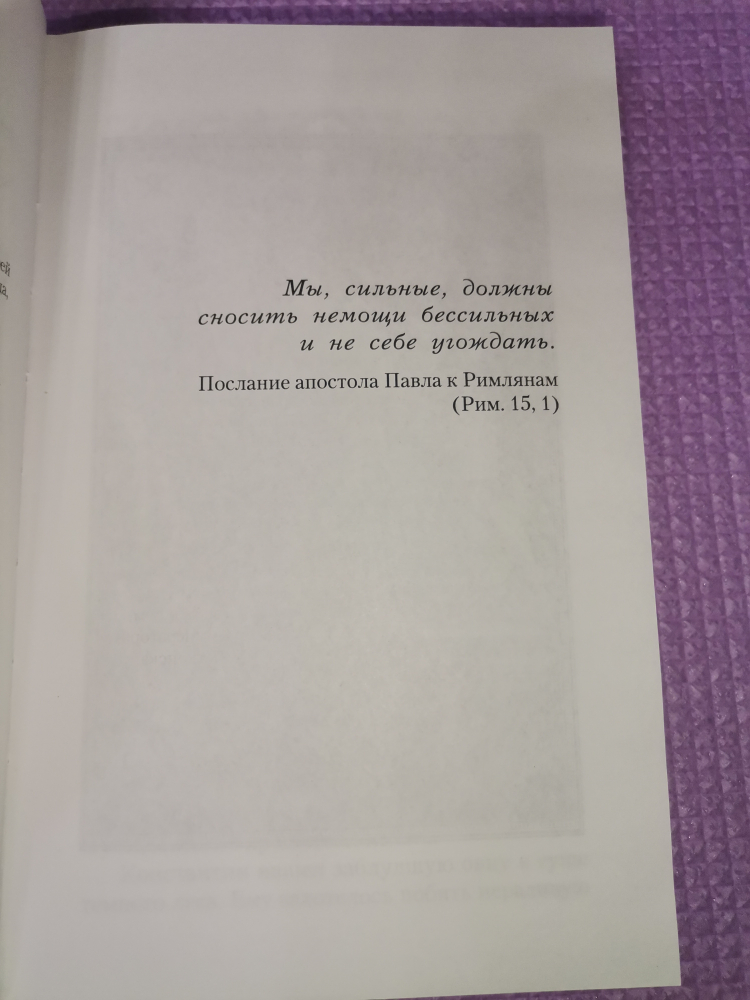 Мы, сильные, должны
сносить немощи бессильных
и не себе угождать.
Послание апостола Павла к Римлянам
(Рим. 15, 1)